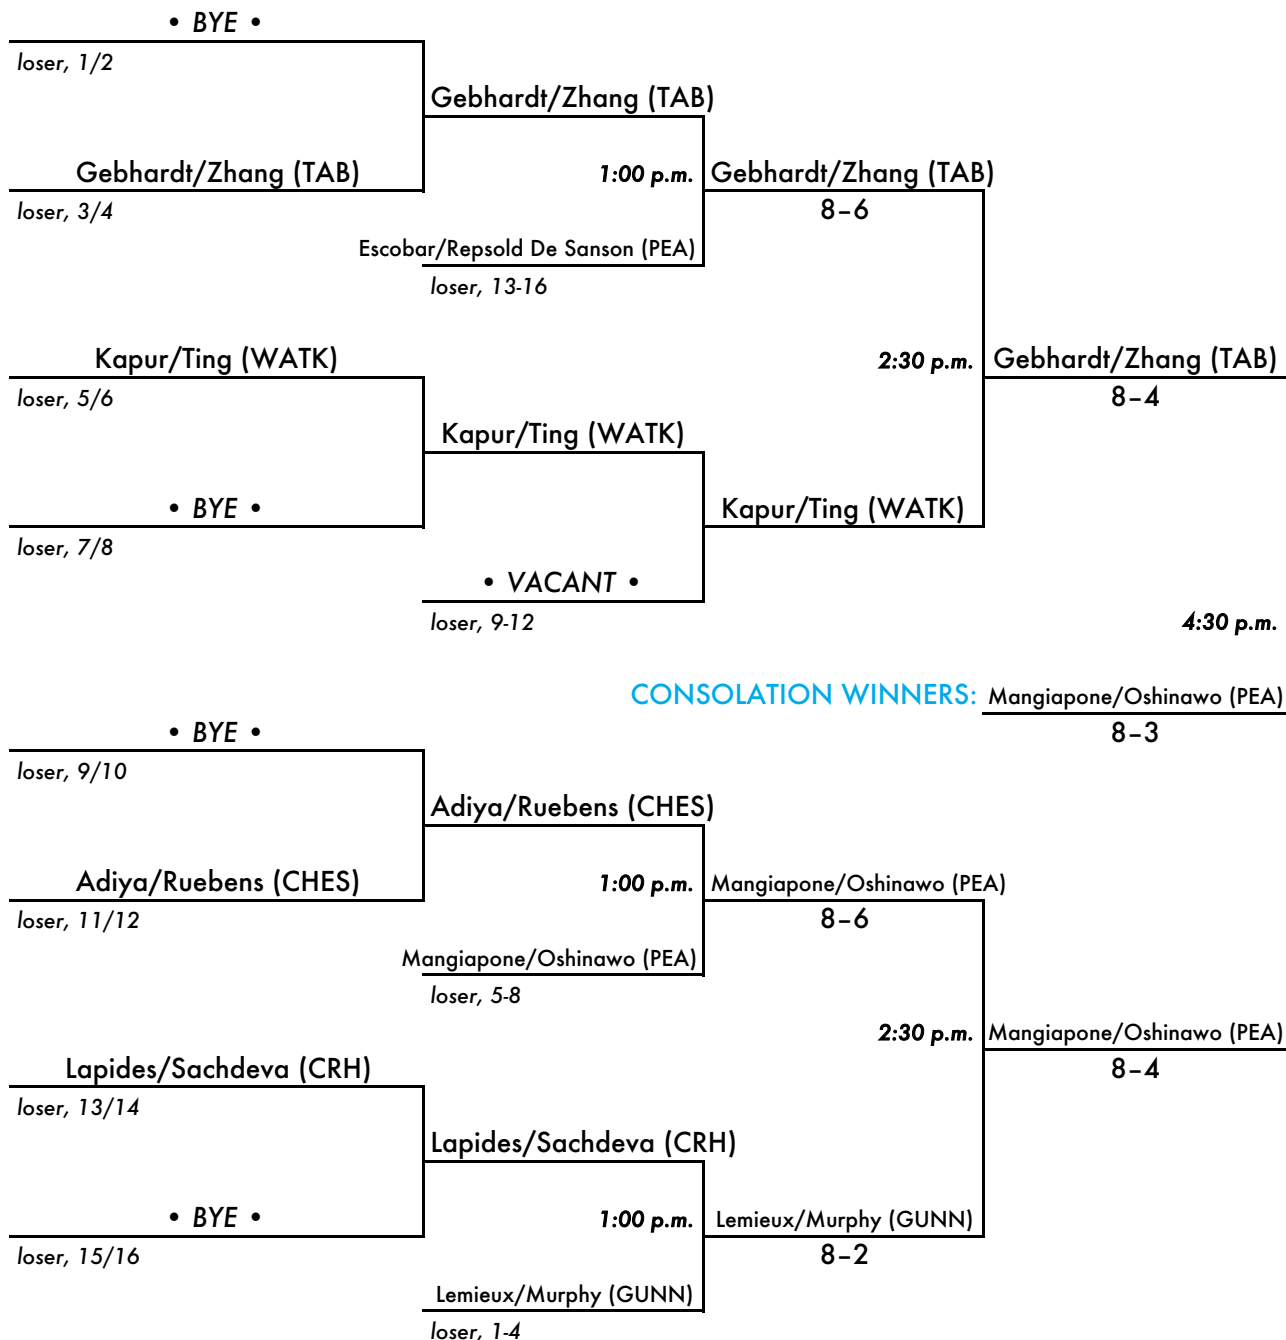 • BYE •
loser, 1/2
Gebhardt/Zhang (TAB)
Gebhardt/Zhang (TAB)
1:00 p.m.
Gebhardt/Zhang (TAB)
loser, 3/4
8–6
Escobar/Repsold De Sanson (PEA)
loser, 13-16
Kapur/Ting (WATK)
2:30 p.m.
Gebhardt/Zhang (TAB)
loser, 5/6
8–4
Kapur/Ting (WATK)
• BYE •
Kapur/Ting (WATK)
loser, 7/8
• VACANT •
loser, 9-12
4:30 p.m.
CONSOLATION WINNERS: Mangiapone/Oshinawo (PEA)
8–3
• BYE •
loser, 9/10
Adiya/Ruebens (CHES)
Adiya/Ruebens (CHES)
1:00 p.m.
Mangiapone/Oshinawo (PEA)
loser, 11/12
8–6
Mangiapone/Oshinawo (PEA)
loser, 5-8
2:30 p.m.
Mangiapone/Oshinawo (PEA)
Lapides/Sachdeva (CRH)
8–4
loser, 13/14
Lapides/Sachdeva (CRH)
• BYE •
1:00 p.m.
Lemieux/Murphy (GUNN)
loser, 15/16
8–2
Lemieux/Murphy (GUNN)
loser, 1-4